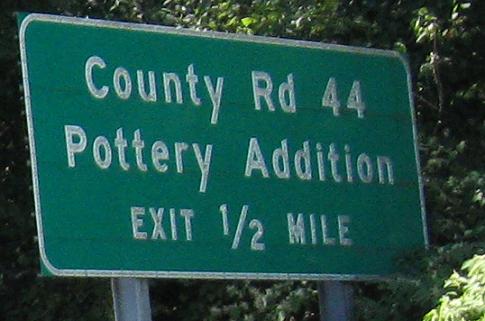 County Rd 44
Pottery Addition
EXIT 1/2 MILE